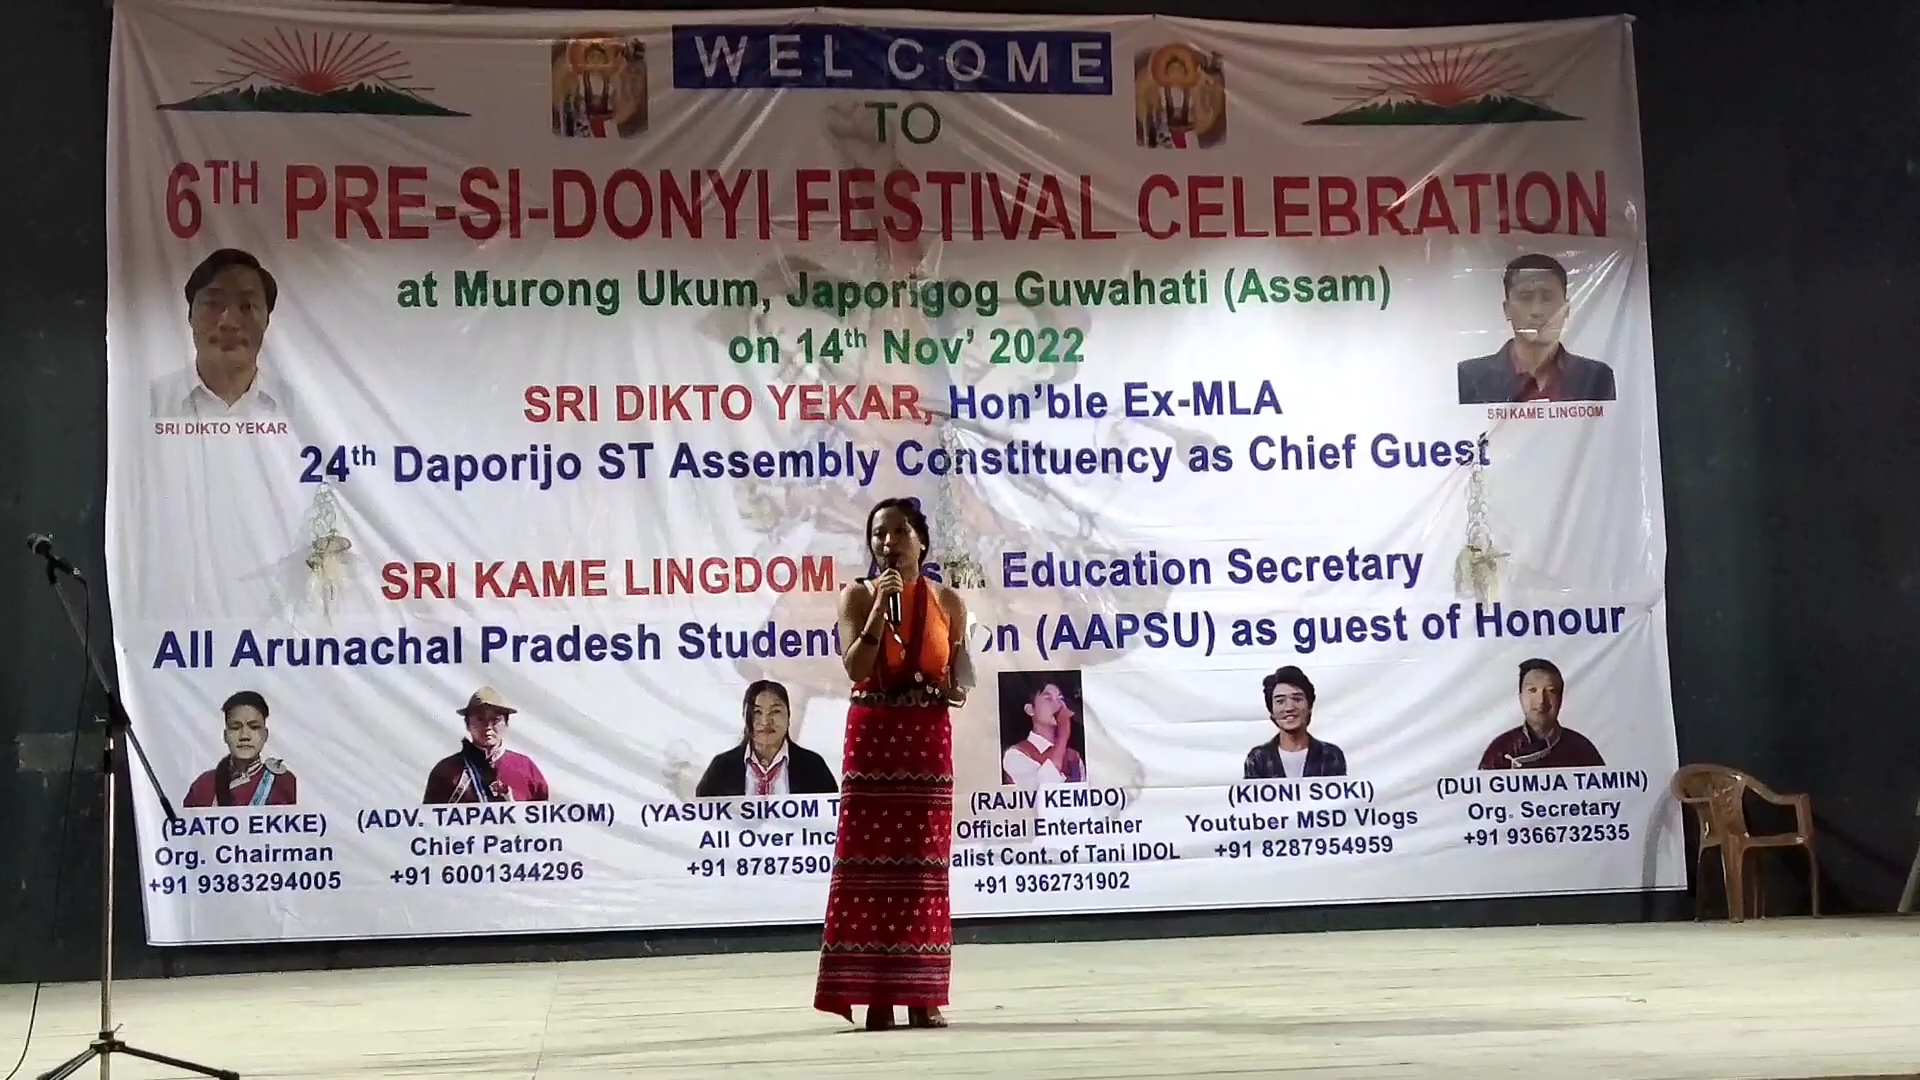 WELCOME
TO
6TH PRE-SI-DONYI FESTIVAL CELEBRATION
at Murong Ukum, Japorigog Guwahati (Assam)
on 14th Nov' 2022
SRI DIKTO YEKAR, Hon'ble Ex-MLA
SRI DIKTO YEKAR
SRI KAME LINGDOM
24th Daporijo ST Assembly Constituency as Chief Guest
SRI KAME LINGDOM, Education Secretary
All Arunachal Pradesh Student (AAPSU) as guest of Honour
(BATO EKKE)
Org. Chairman
+91 9383294005
(ADV. TAPAK SIKOM)
Chief Patron
+91 6001344296
(YASUK SIKOM T
All Over Inc
+91 8787590
(RAJIV KEMDO)
Official Entertainer
alist Cont. of Tani IDOL
+91 9362731902
(KIONI SOKI)
Youtuber MSD Vlogs
+91 8287954959
(DUI GUMJA TAMIN)
Org. Secretary
+91 9366732535